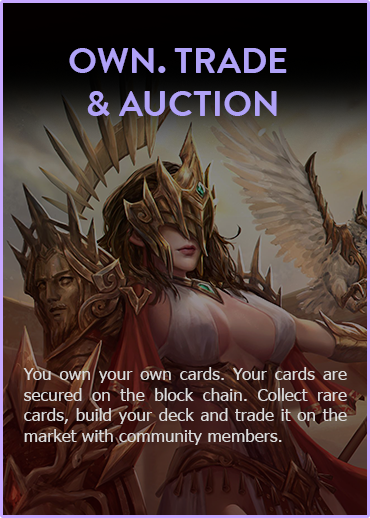 OWN. TRADE
& AUCTION
You own your own cards. Your cards are
secured on the block chain. Collect rare
cards, build your deck and trade it on the
market with community members.